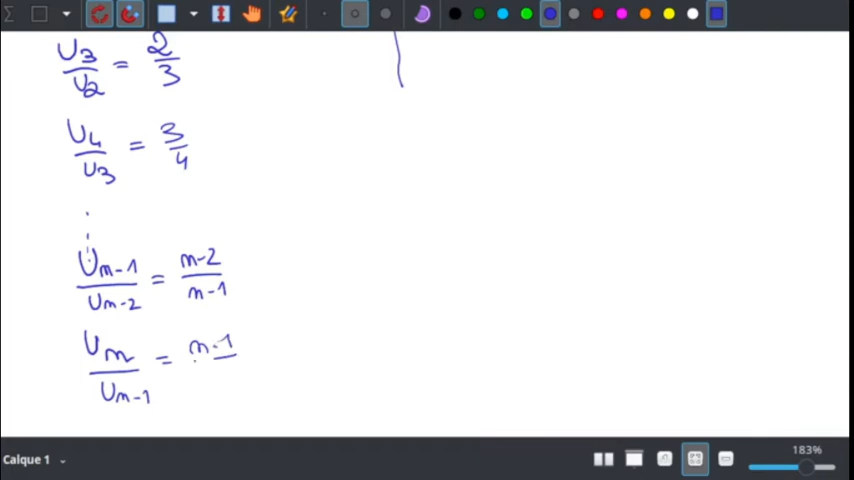 U3/U2 = 2/3
U4/U3 = 3/4
Um-1/Um-2 = m-2/m-1
Um/Um-1 = m-1
Calque 1
183%